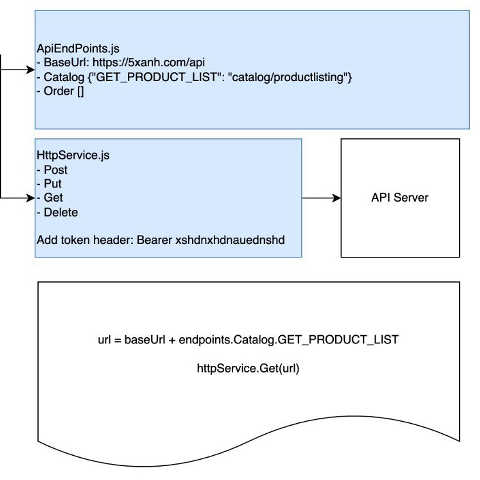 ApiEndPoints.js
- BaseUrl: https://5xanh.com/api
- Catalog {"GET_PRODUCT_LIST": "catalog/productlisting"}
- Order []
HttpService.js
- Post
- Put
- Get
- Delete
Add token header: Bearer xshdnxhdnauednshd
API Server
url = baseUrl + endpoints.Catalog.GET_PRODUCT_LIST
httpService.Get(url)